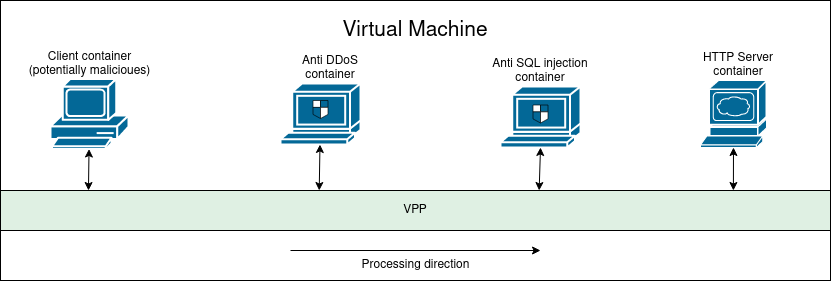 Virtual Machine
Client container
(potentially malicioues)
Anti DDoS
container
Anti SQL injection
container
HTTP Server
container
VPP
Processing direction